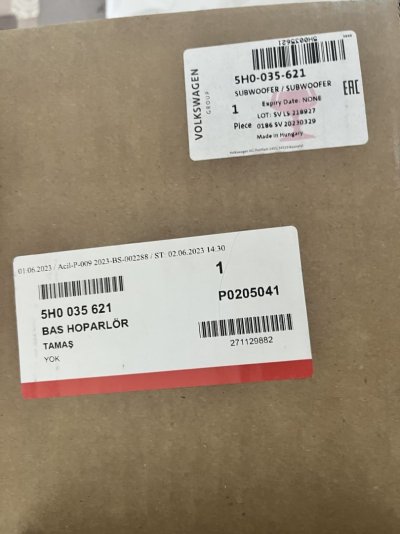 VOLKSWAGEN
GROUP
5H0035621
5H0-035-621
SUBWOOFER / SUBWOOFER
1
Piece
Expiry Date: NONE
LOT: SV LS 218927
0186 SV 20230329
Made in Hungary
EAC
01.06.2023 / Acil-P-009 2023-BS-002288 / ST: 02.06.2023 14:30
5H0 035 621
1
P0205041
BAS HOPARLÖR
TAMAŞ
YOK
271129882